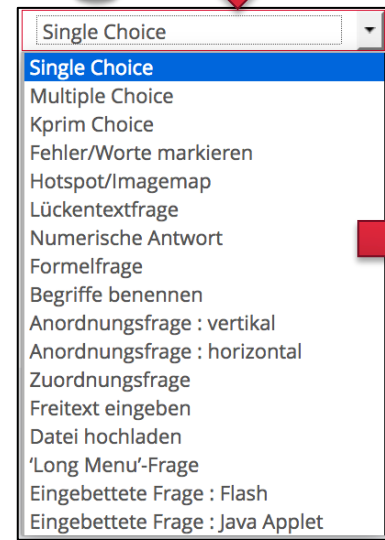 Single Choice
Single Choice
Multiple Choice
Kprim Choice
Fehler/Worte markieren
Hotspot/Imagemap
Lückentextfrage
Numerische Antwort
Formelfrage
Begriffe benennen
Anordnungsfrage : vertikal
Anordnungsfrage : horizontal
Zuordnungsfrage
Freitext eingeben
Datei hochladen
‘Long Menu’-Frage
Eingebettete Frage : Flash
Eingebettete Frage : Java Applet